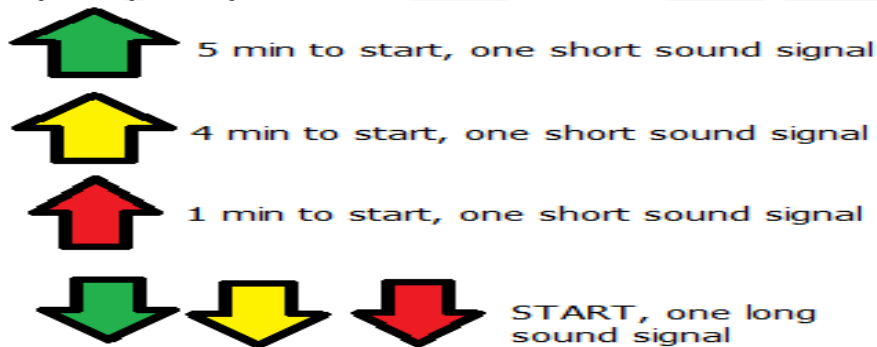 5 min to start, one short sound signal
4 min to start, one short sound signal
1 min to start, one short sound signal
START, one long
sound signal